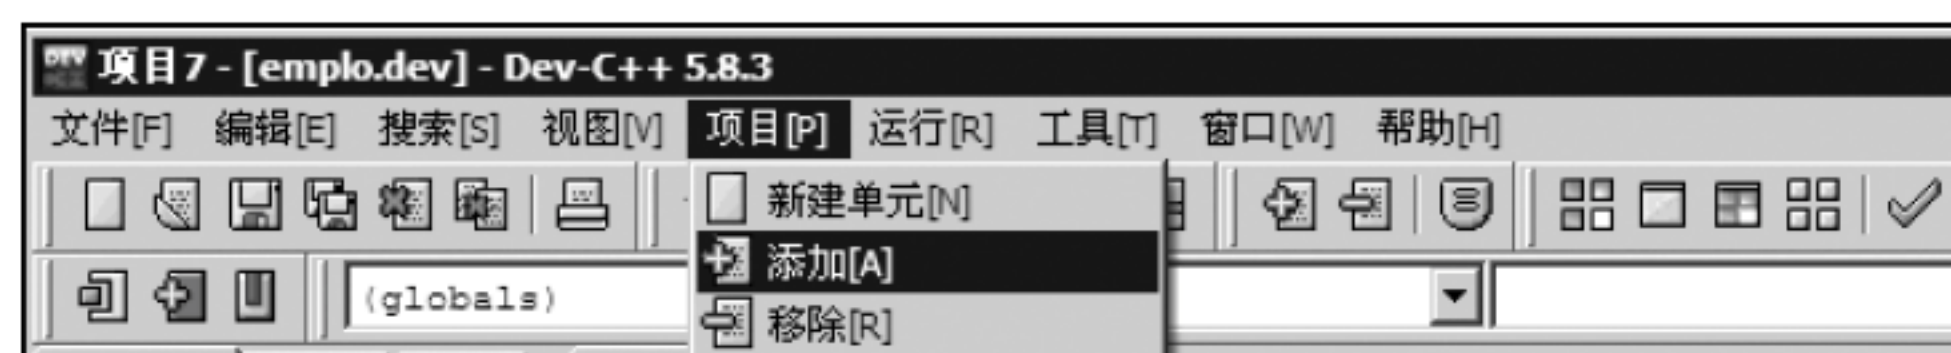 项目7 - [emplo.dev] - Dev-C++ 5.8.3
文件[F] 编辑[E] 搜索[S] 视图[V] 项目[P] 运行[R] 工具[T] 窗口[W] 帮助[H]
新建单元[N]
添加[A]
(globals)
移除[R]